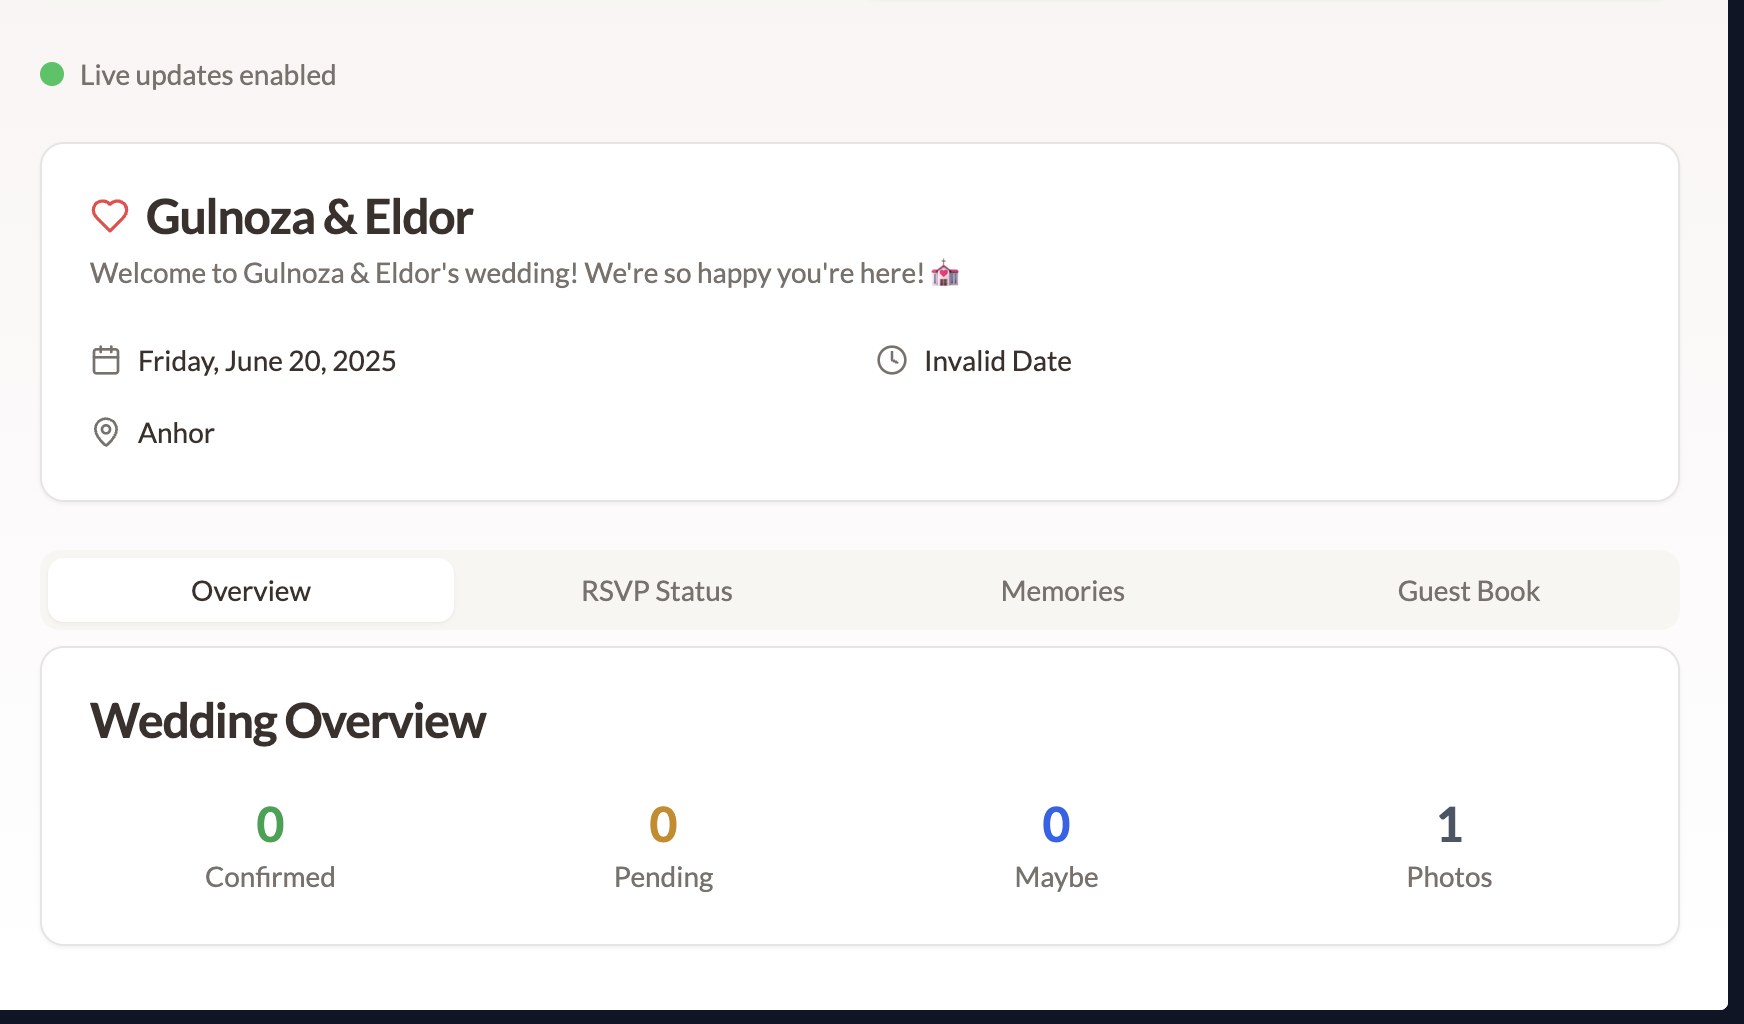 Live updates enabled
Gulnoza & Eldor
Welcome to Gulnoza & Eldor's wedding! We're so happy you're here! 💒
Friday, June 20, 2025
Invalid Date
Anhor
Overview
RSVP Status
Memories
Guest Book
Wedding Overview
0
0
0
1
Confirmed
Pending
Maybe
Photos